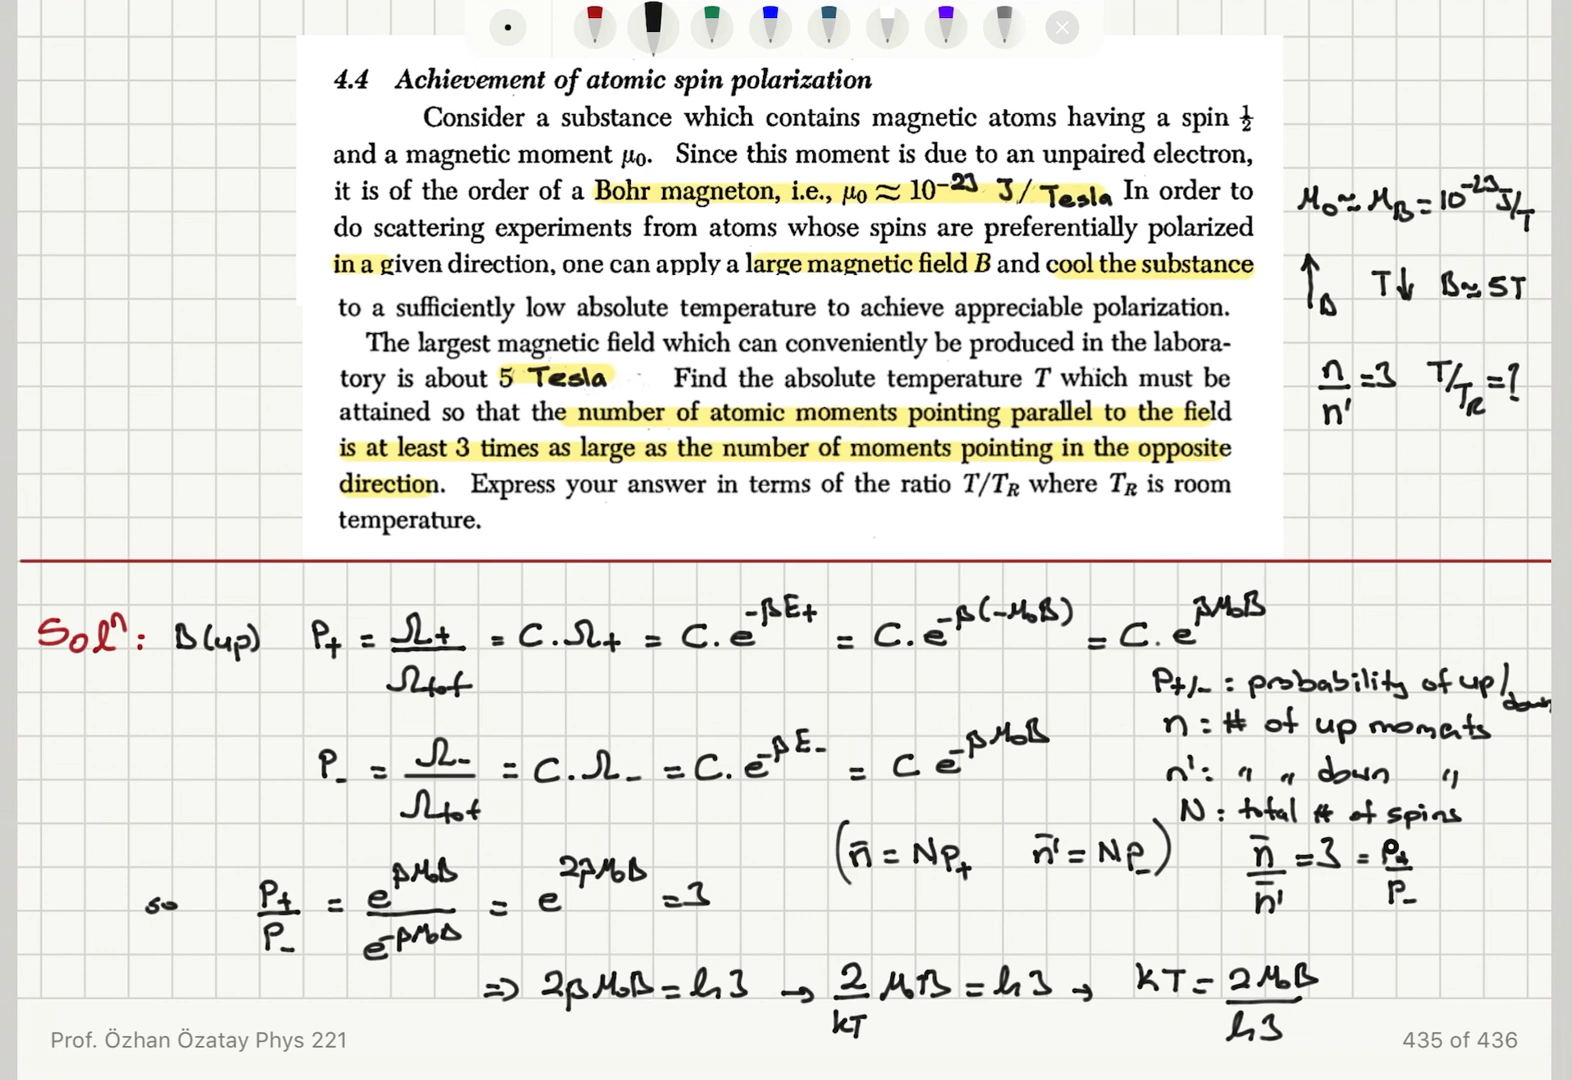 4.4 Achievement of atomic spin polarization
Consider a substance which contains magnetic atoms having a spin ½
and a magnetic moment μ₀. Since this moment is due to an unpaired electron,
it is of the order of a Bohr magneton, i.e., μ₀ ≈ 10⁻²³ J/Tesla In order to
do scattering experiments from atoms whose spins are preferentially polarized
in a given direction, one can apply a large magnetic field B and cool the substance
to a sufficiently low absolute temperature to achieve appreciable polarization.
The largest magnetic field which can conveniently be produced in the labora-
tory is about 5 Tesla Find the absolute temperature T which must be
attained so that the number of atomic moments pointing parallel to the field
is at least 3 times as large as the number of moments pointing in the opposite
direction. Express your answer in terms of the ratio T/T_R where T_R is room
temperature.
μ₀ ≈ μ_B = 10⁻²³ J/T
↑B T↓ B≈5T
n/n' = 3 T/T_R = ?
Solⁿ: B(up) P₊ = Ω₊/Ωtot = C.Ω₊ = C.e^(-βE₊) = C.e^(-β(-μ₀B)) = C.e^(βμ₀B)
P₊/₋ : probability of up/down
n : # of up moments
n' : " " down "
N : total # of spins
P₋ = Ω₋/Ωtot = C.Ω₋ = C.e^(-βE₋) = C e^(-βμ₀B)
(n̄ = NP₊ n̄' = NP₋) n̄/n̄' = 3 = P₊/P₋
so P₊/P₋ = e^(βμ₀B)/e^(-βμ₀B) = e^(2βμ₀B) = 3
⇒ 2βμ₀B = ln3 → 2/kT μ₀B = ln3 → kT = 2μ₀B/ln3
Prof. Özhan Özatay Phys 221
435 of 436